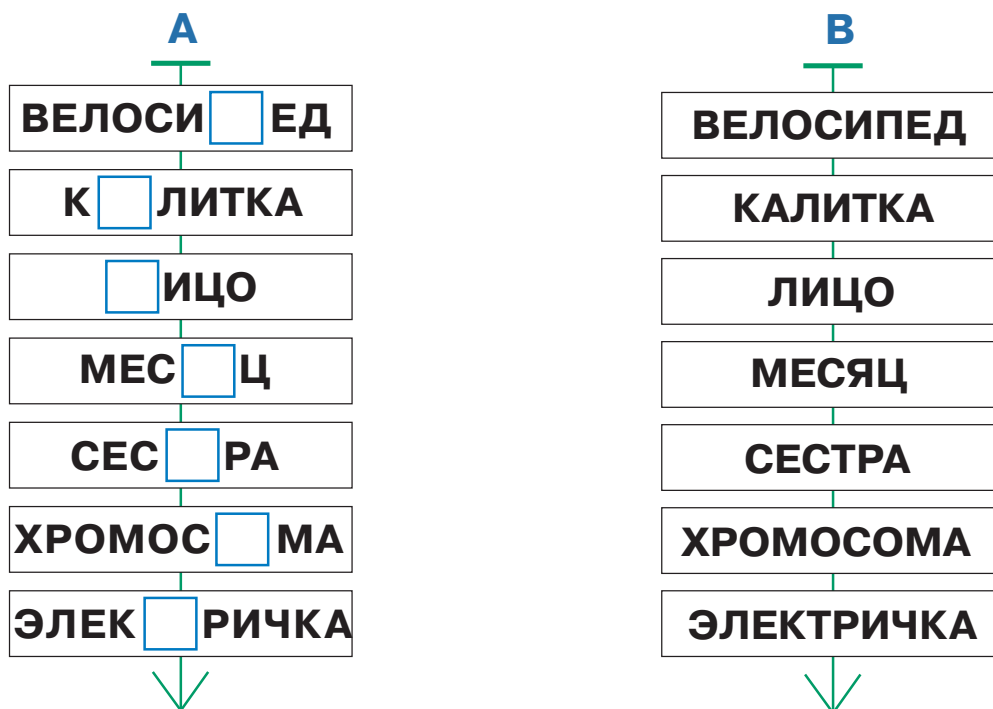 A
ВЕЛОСИ ЕД
К ЛИТКА
ИЦО
МЕС Ц
СЕС РА
ХРОМОС МА
ЭЛЕК РИЧКА
B
ВЕЛОСИПЕД
КАЛИТКА
ЛИЦО
МЕСЯЦ
СЕСТРА
ХРОМОСОМА
ЭЛЕКТРИЧКА